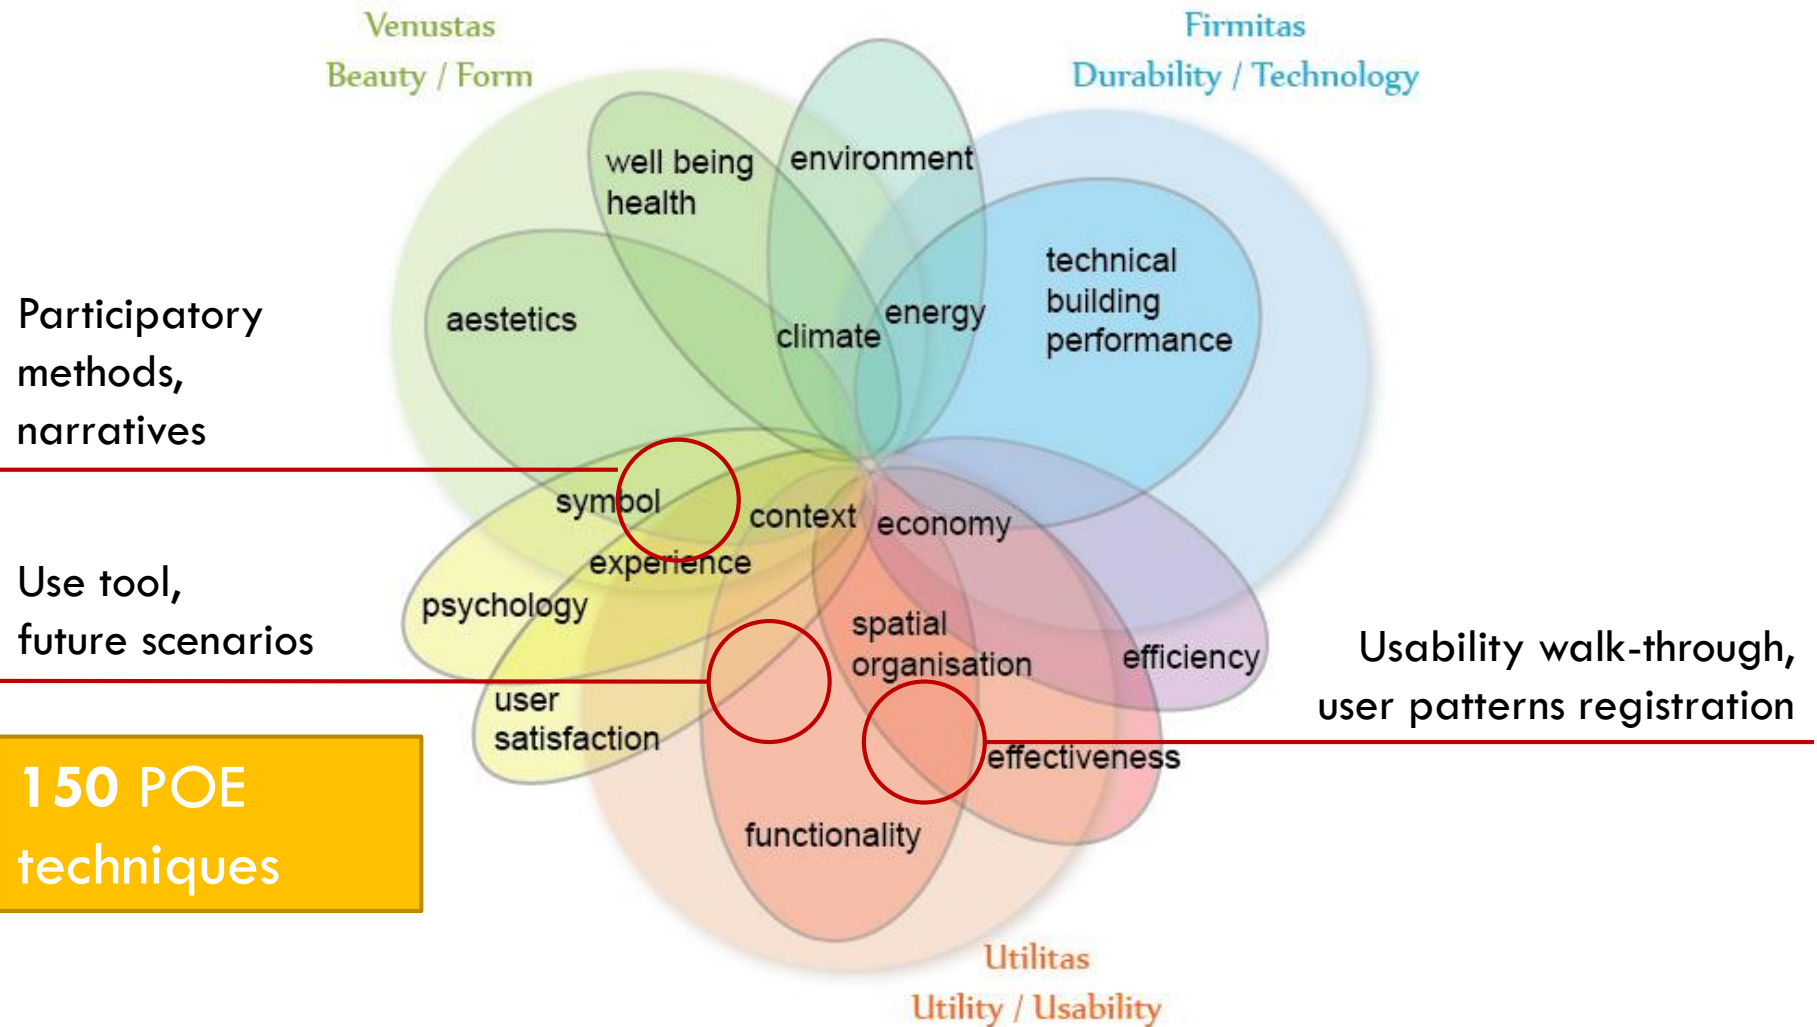 Venustas
Beauty / Form
Firmitas
Durability / Technology
well being
health
environment
technical
building
performance
aestetics
climate
energy
Participatory
methods,
narratives
symbol
context
economy
experience
psychology
Use tool,
future scenarios
spatial
organisation
efficiency
Usability walk-through,
user patterns registration
user
satisfaction
effectiveness
150 POE
techniques
functionality
Utilitas
Utility / Usability